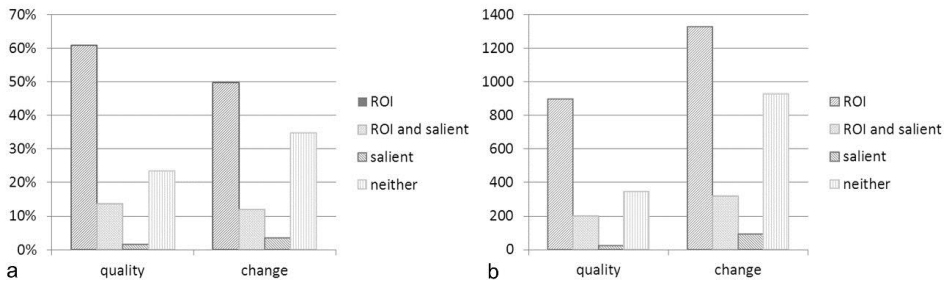 70%
60%
50%
40%
30%
20%
10%
0%
quality change
ROI
ROI and salient
salient
neither
a
1400
1200
1000
800
600
400
200
0
quality change
ROI
ROI and salient
salient
neither
b